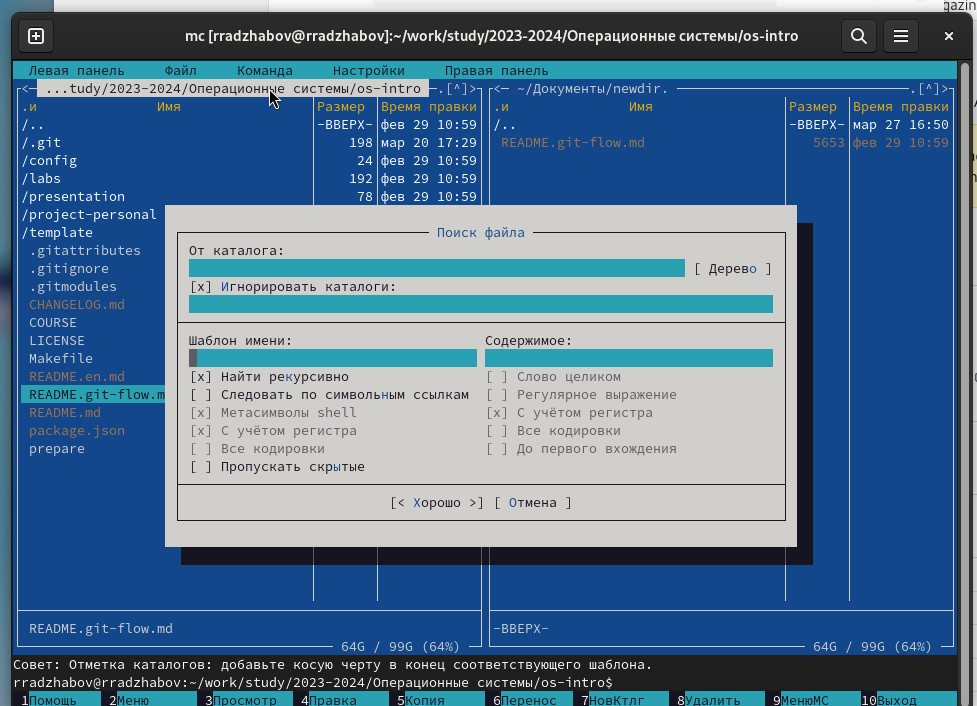 gazin
mc [rradzhabov@rradzhabov]:~/work/study/2023-2024/Операционные системы/os-intro
Левая панель Файл Команда Настройки Правая панель
<— ...tudy/2023-2024/Операционные системы/os-intro —.[^]>
<— ~/Документы/newdir. —.[^]>
.и Имя Размер Время правки
.и Имя Размер Время правки
/.. -ВВЕРХ- фев 29 10:59
/.. -ВВЕРХ- мар 27 16:50
/.git 198 мар 20 17:29
README.git-flow.md 5653 фев 29 10:59
/config 24 фев 29 10:59
/labs 192 фев 29 10:59
/presentation 78 фев 29 10:59
/project-personal
/template
.gitattributes
.gitignore
.gitmodules
CHANGELOG.md
COURSE
LICENSE
Makefile
README.en.md
README.git-flow.m
README.md
package.json
prepare
Поиск файла
От каталога:
[ Дерево ]
[x] Игнорировать каталоги:
Шаблон имени: Содержимое:
[x] Найти рекурсивно [ ] Слово целиком
[ ] Следовать по символьным ссылкам [ ] Регулярное выражение
[x] Метасимволы shell [x] С учётом регистра
[x] С учётом регистра [ ] Все кодировки
[ ] Все кодировки [ ] До первого вхождения
[ ] Пропускать скрытые
[< Хорошо >] [ Отмена ]
README.git-flow.md
-ВВЕРХ-
64G / 99G (64%)
64G / 99G (64%)
Совет: Отметка каталогов: добавьте косую черту в конец соответствующего шаблона.
rradzhabov@rradzhabov:~/work/study/2023-2024/Операционные системы/os-intro$
1Помощь 2Меню 3Просмотр 4Правка 5Копия 6Перенос 7НовКтлг 8Удалить 9МенюМС 10Выход